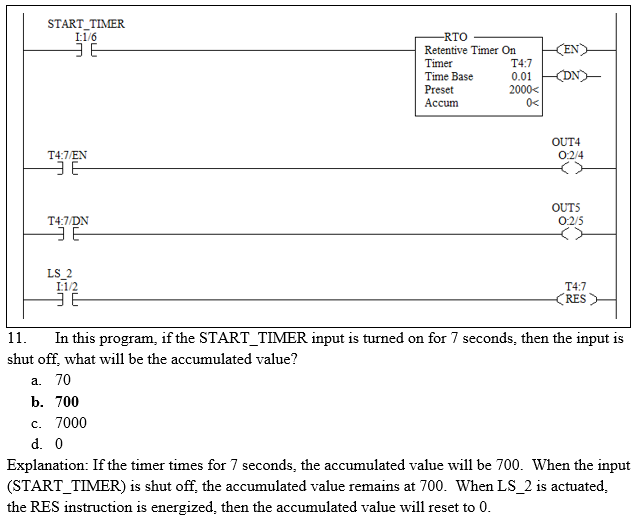 START_TIMER
I:1/6
RTO
Retentive Timer On
Timer T4:7
Time Base 0.01
Preset 2000<
Accum 0<
EN
DN
T4:7/EN
OUT4
O:2/4
T4:7/DN
OUT5
O:2/5
LS_2
I:1/2
T4:7
RES
11. In this program, if the START_TIMER input is turned on for 7 seconds, then the input is
shut off, what will be the accumulated value?
a. 70
b. 700
c. 7000
d. 0
Explanation: If the timer times for 7 seconds, the accumulated value will be 700. When the input
(START_TIMER) is shut off, the accumulated value remains at 700. When LS_2 is actuated,
the RES instruction is energized, then the accumulated value will reset to 0.